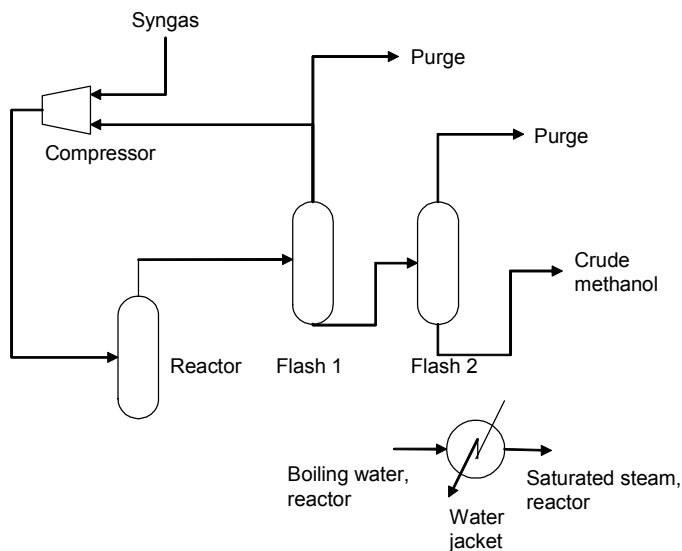 Syngas
Purge
Compressor
Purge
Crude
methanol
Reactor
Flash 1
Flash 2
Boiling water,
reactor
Saturated steam,
reactor
Water
jacket